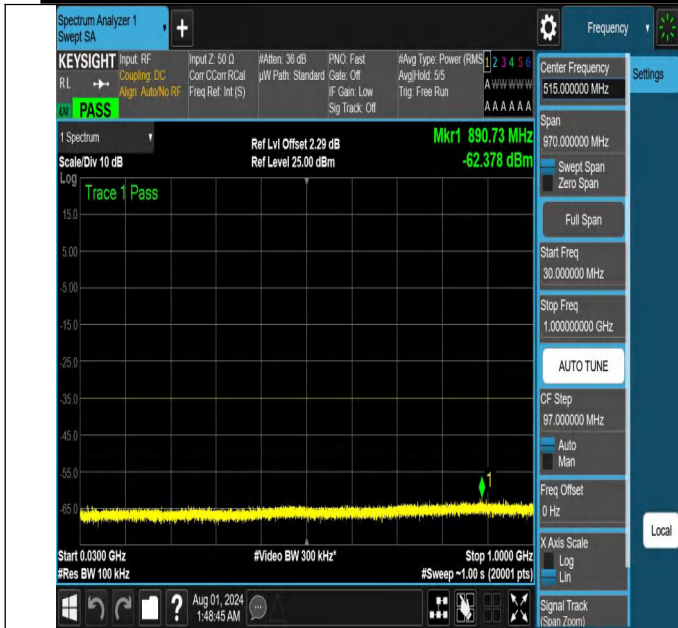 Spectrum Analyzer 1
Swept SA
+
Frequency
KEYSIGHT
RL
PASS
Input: RF
Coupling: DC
Align: Auto/No RF
Input Z: 50 Ω
Corr CCorr RCal
Freq Ref: Int (S)
#Atten: 36 dB
µW Path: Standard
PNO: Fast
Gate: Off
IF Gain: Low
Sig Track: Off
#Avg Type: Power (RMS
Avg|Hold: 5/5
Trig: Free Run
1 2 3 4 5 6
A W W W W W
A A A A A A
Settings
Center Frequency
515.000000 MHz
Span
970.000000 MHz
Swept Span
Zero Span
Full Span
Start Freq
30.000000 MHz
Stop Freq
1.000000000 GHz
AUTO TUNE
CF Step
97.000000 MHz
Auto
Man
Freq Offset
0 Hz
X Axis Scale
Log
Lin
Signal Track
(Span Zoom)
Local
1 Spectrum
Scale/Div 10 dB
Log
Ref Lvl Offset 2.29 dB
Ref Level 25.00 dBm
Mkr1 890.73 MHz
-62.378 dBm
Trace 1 Pass
15.0
5.00
-5.00
-15.0
-25.0
-35.0
-45.0
-55.0
-65.0
1
Start 0.0300 GHz
#Res BW 100 kHz
#Video BW 300 kHz*
Stop 1.0000 GHz
#Sweep ~1.00 s (20001 pts)
?
Aug 01, 2024
1:48:45 AM